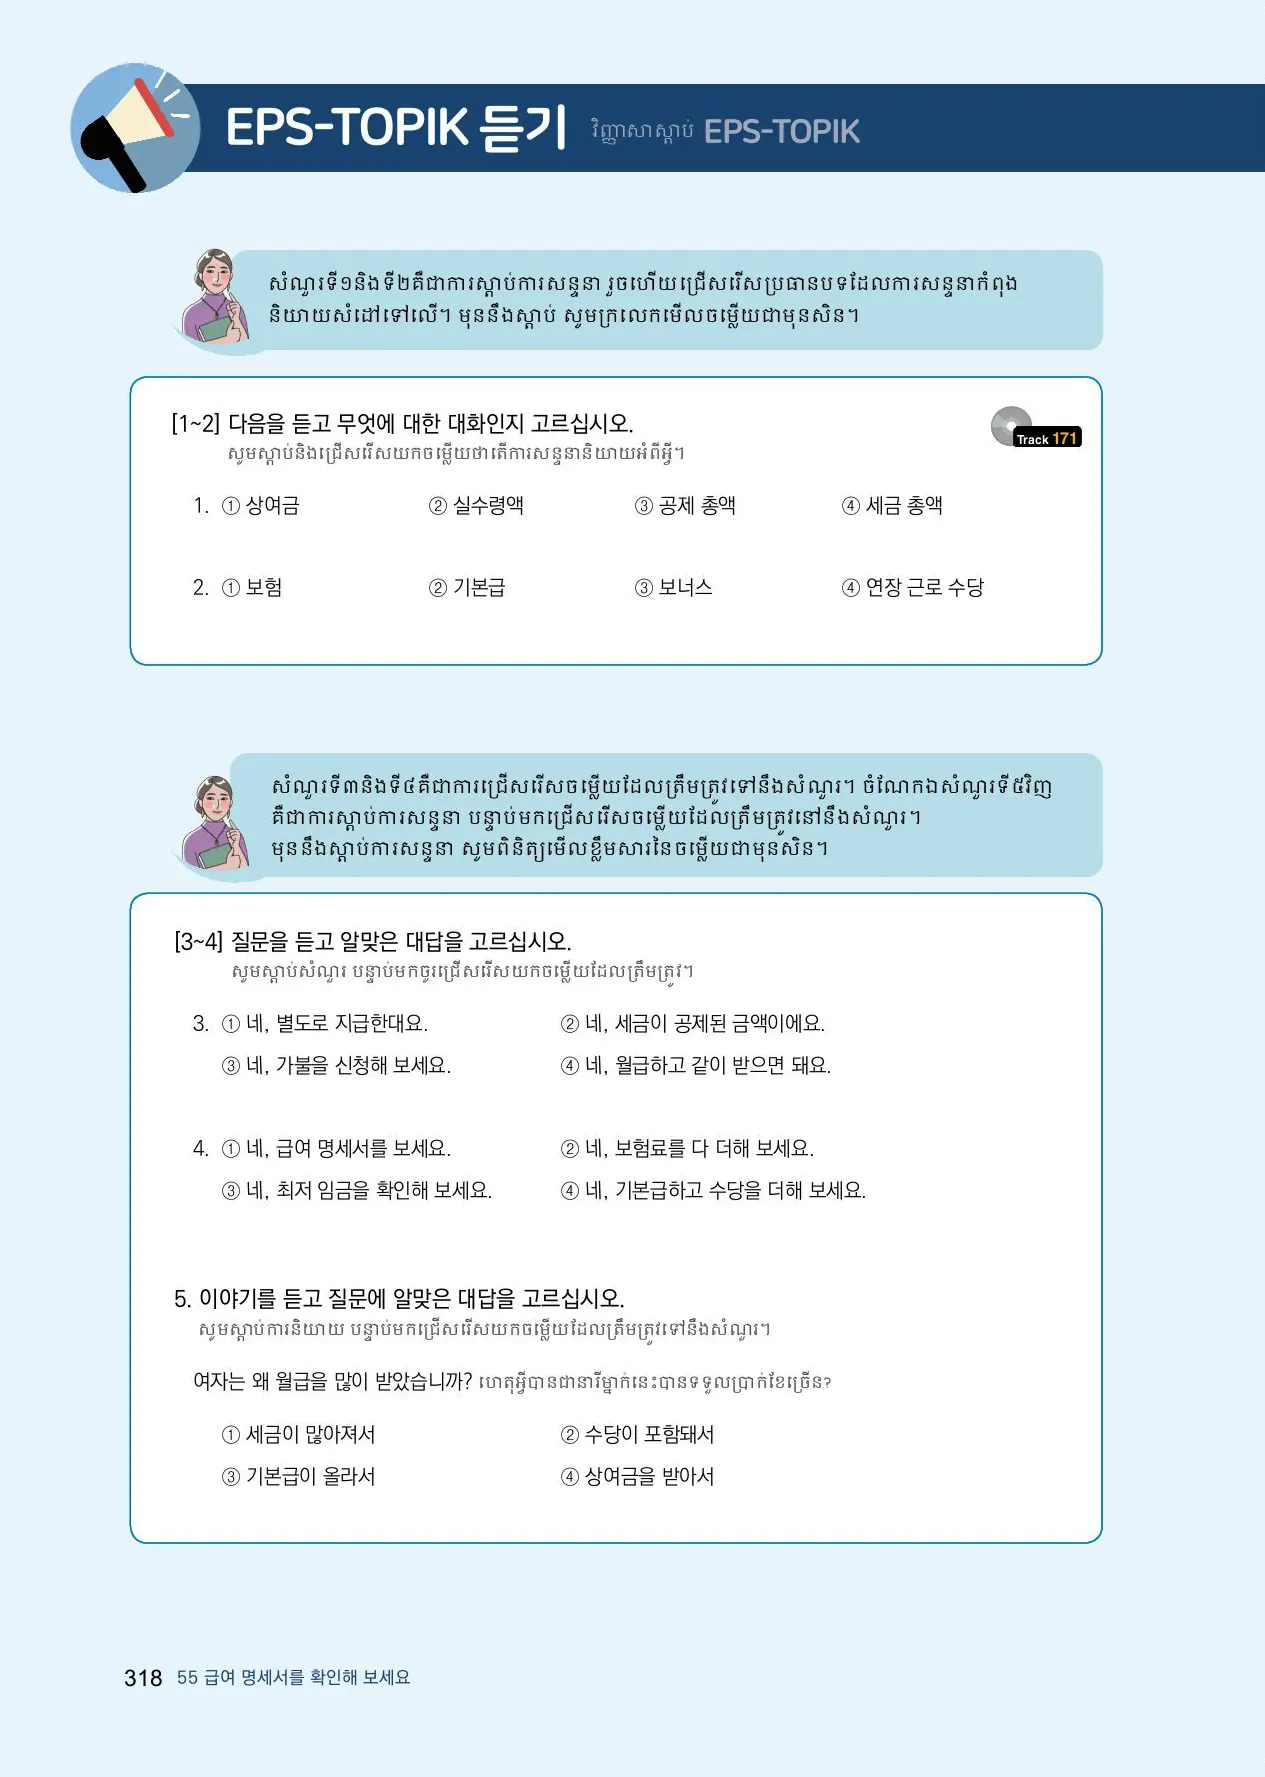 EPS-TOPIK 듣기 វិញ្ញាសាស្តាប់ EPS-TOPIK
សំណួរទី១និងទី២គឺជាការស្តាប់ការសន្ទនា រួចហើយជ្រើសរើសប្រធានបទដែលការសន្ទនាកំពុង
និយាយសំដៅទៅលើ។ មុននឹងស្តាប់ សូមក្រលេកមើលចម្លើយជាមុនសិន។
[1~2] 다음을 듣고 무엇에 대한 대화인지 고르십시오.
Track 171
សូមស្តាប់និងជ្រើសរើសយកចម្លើយថាតើការសន្ទនានិយាយអំពីអ្វី។
1. ① 상여금 ② 실수령액 ③ 공제 총액 ④ 세금 총액
2. ① 보험 ② 기본급 ③ 보너스 ④ 연장 근로 수당
សំណួរទី៣និងទី៤គឺជាការជ្រើសរើសចម្លើយដែលត្រឹមត្រូវទៅនឹងសំណួរ។ ចំណែកឯសំណួរទី៥វិញ
គឺជាការស្តាប់ការសន្ទនា បន្ទាប់មកជ្រើសរើសចម្លើយដែលត្រឹមត្រូវនៅនឹងសំណួរ។
មុននឹងស្តាប់ការសន្ទនា សូមពិនិត្យមើលខ្លឹមសារនៃចម្លើយជាមុនសិន។
[3~4] 질문을 듣고 알맞은 대답을 고르십시오.
សូមស្តាប់សំណួរ បន្ទាប់មកចូរជ្រើសរើសយកចម្លើយដែលត្រឹមត្រូវ។
3. ① 네, 별도로 지급한대요. ② 네, 세금이 공제된 금액이에요.
③ 네, 가불을 신청해 보세요. ④ 네, 월급하고 같이 받으면 돼요.
4. ① 네, 급여 명세서를 보세요. ② 네, 보험료를 다 더해 보세요.
③ 네, 최저 임금을 확인해 보세요. ④ 네, 기본급하고 수당을 더해 보세요.
5. 이야기를 듣고 질문에 알맞은 대답을 고르십시오.
សូមស្តាប់ការនិយាយ បន្ទាប់មកជ្រើសរើសយកចម្លើយដែលត្រឹមត្រូវទៅនឹងសំណួរ។
여자는 왜 월급을 많이 받았습니까? ហេតុអ្វីបានជានារីម្នាក់នេះបានទទួលប្រាក់ខែច្រើន?
① 세금이 많아져서 ② 수당이 포함돼서
③ 기본급이 올라서 ④ 상여금을 받아서
318 55 급여 명세서를 확인해 보세요